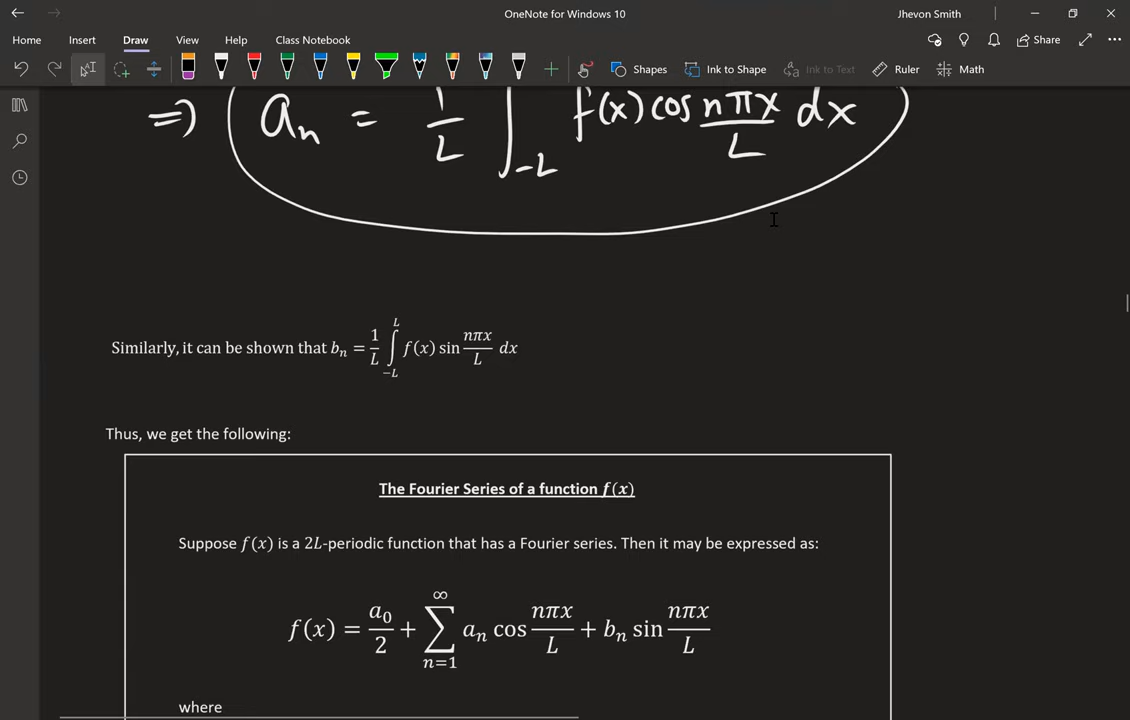 OneNote for Windows 10
Jhevon Smith
Home Insert Draw View Help Class Notebook
Share
Shapes Ink to Shape Ink to Text Ruler Math
⇒ aₙ = 1/L ∫_{-L} f(x) cos nπx/L dx
Similarly, it can be shown that bₙ = 1/L ∫_{-L}^{L} f(x) sin nπx/L dx
Thus, we get the following:
The Fourier Series of a function f(x)
Suppose f(x) is a 2L-periodic function that has a Fourier series. Then it may be expressed as:
f(x) = a₀/2 + ∑_{n=1}^{∞} aₙ cos nπx/L + bₙ sin nπx/L
where